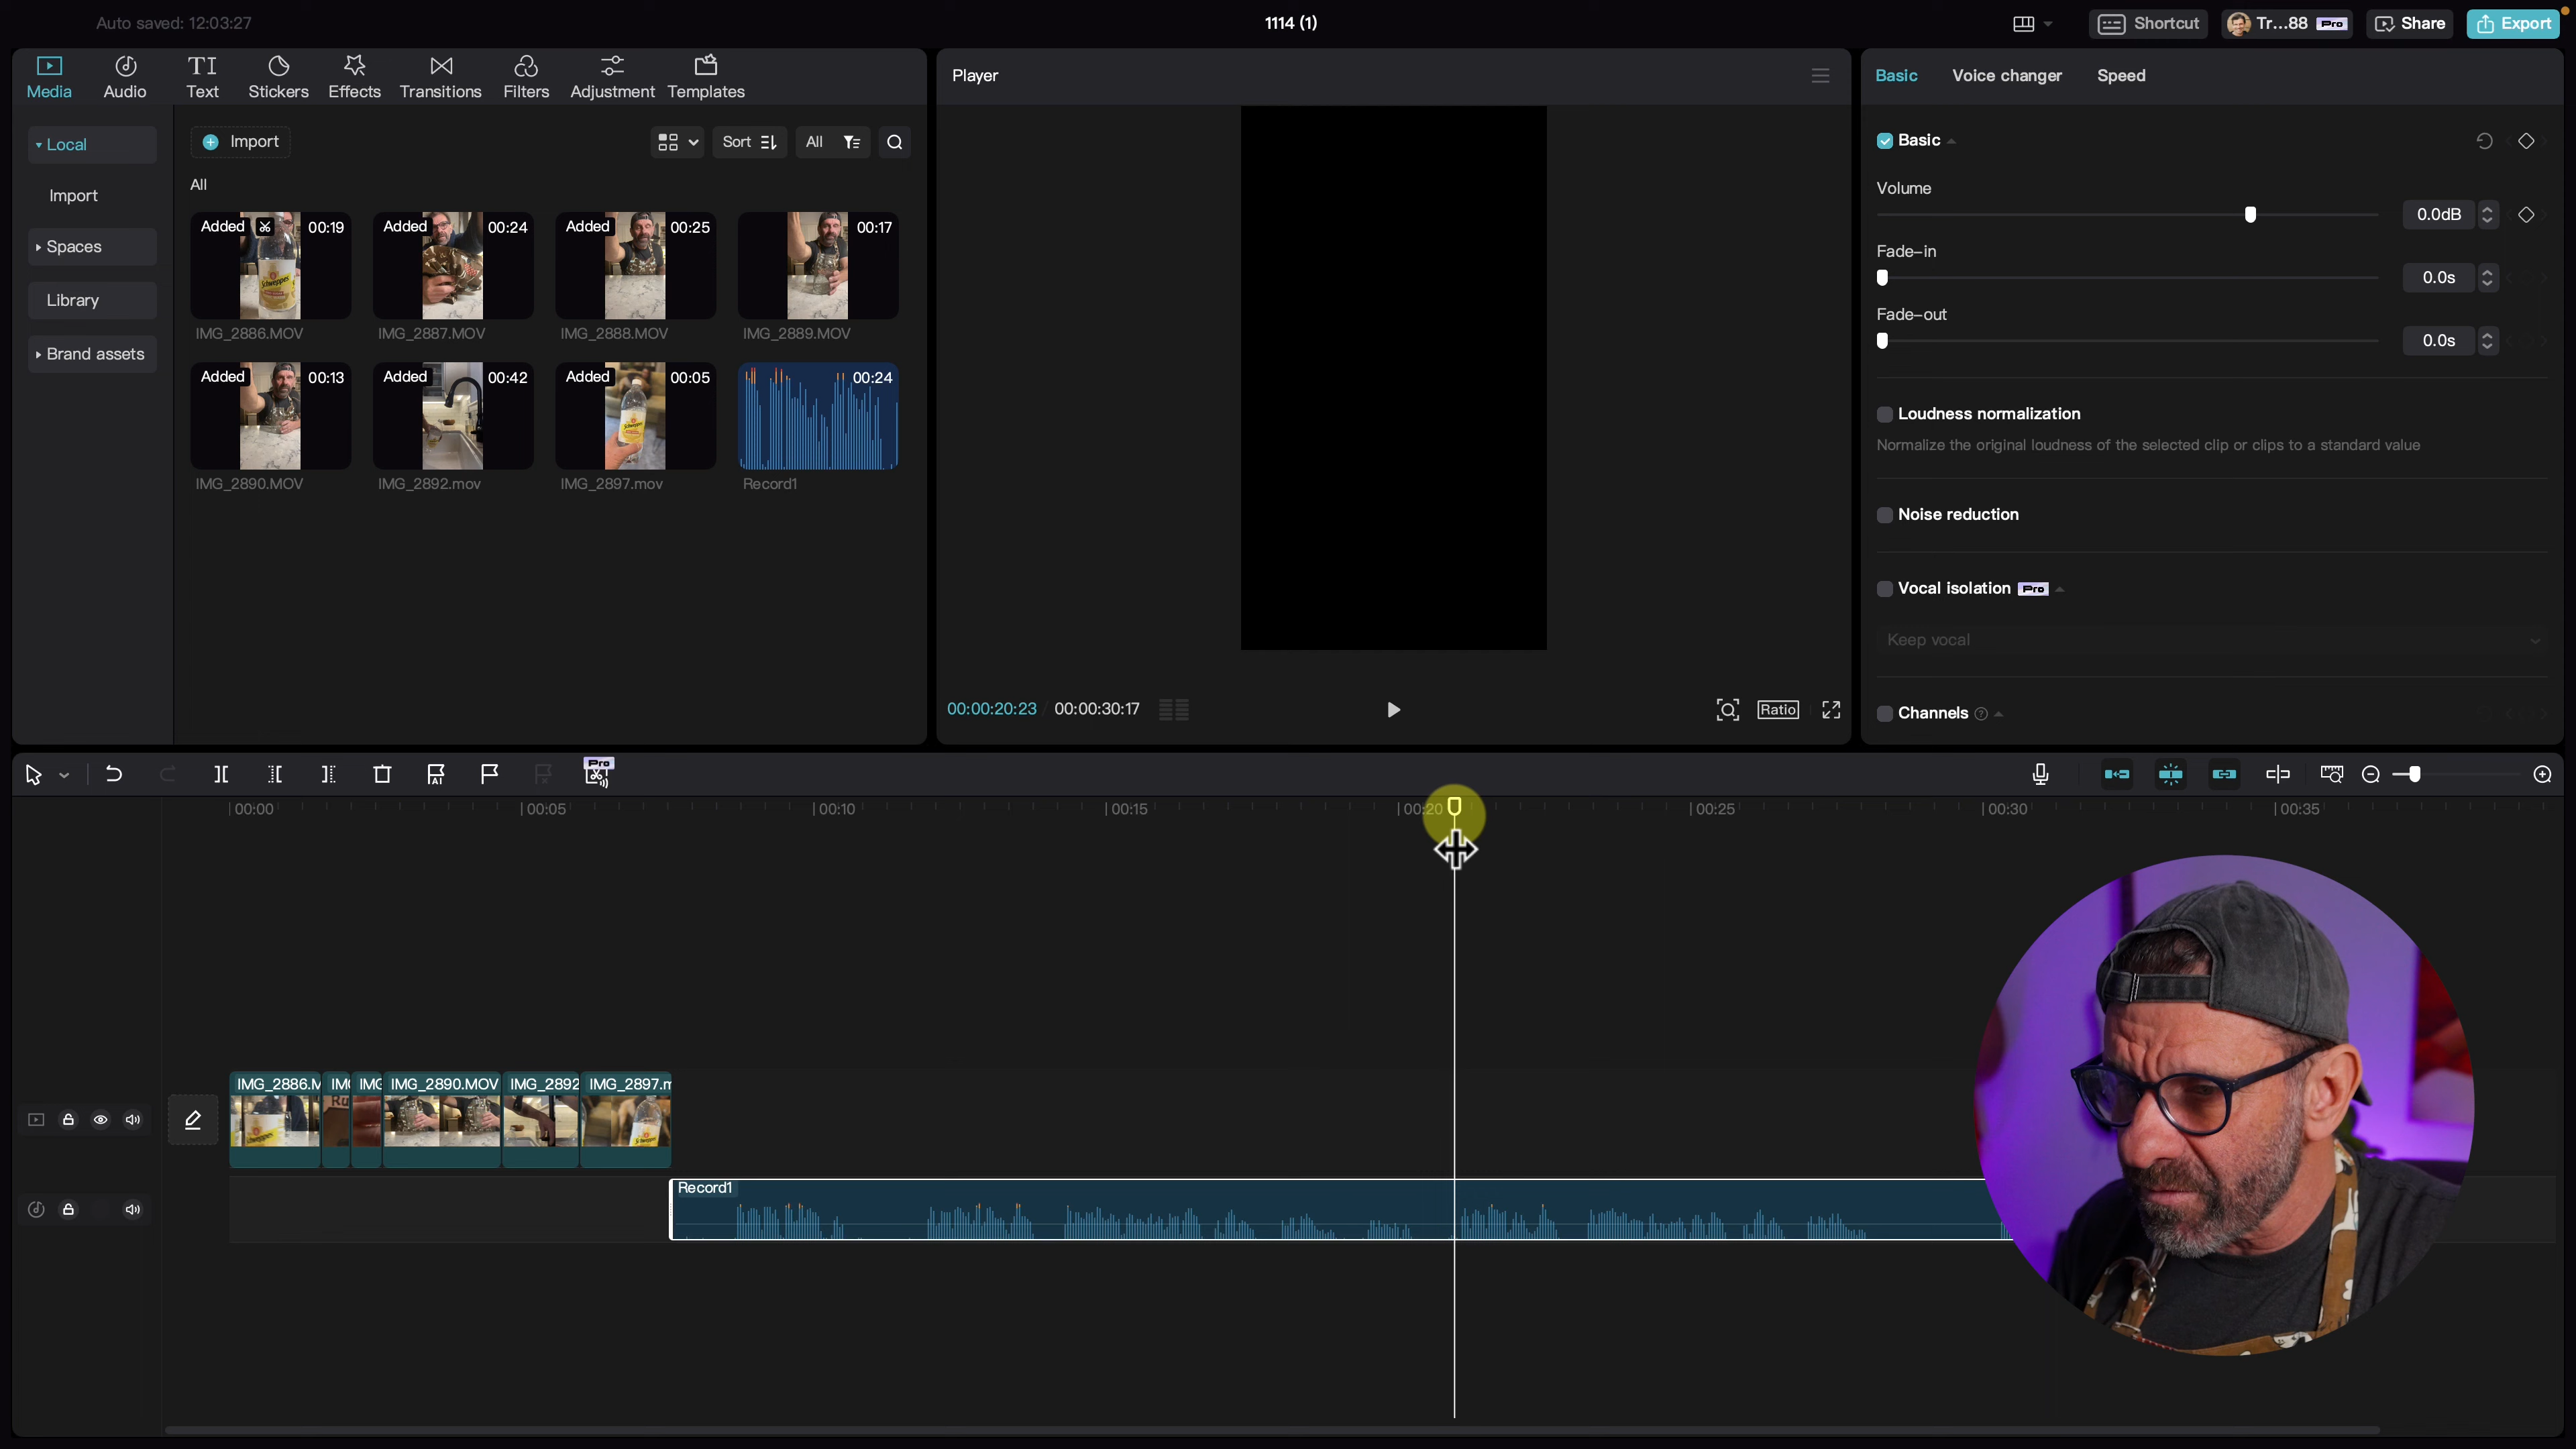 Auto saved: 12:03:27
1114 (1)
Shortcut
Tr...88 Pro
Share
Export
Media
Audio
TI
Text
Stickers
Effects
Transitions
Filters
Adjustment
Templates
Player
Basic
Voice changer
Speed
Local
Import
Spaces
Library
Brand assets
Import
Sort
All
All
Added 00:19
Added 00:24
Added 00:25
00:17
IMG_2886.MOV
IMG_2887.MOV
IMG_2888.MOV
IMG_2889.MOV
Added 00:13
Added 00:42
Added 00:05
00:24
IMG_2890.MOV
IMG_2892.mov
IMG_2897.mov
Record1
Basic
Volume
0.0dB
Fade-in
0.0s
Fade-out
0.0s
Loudness normalization
Normalize the original loudness of the selected clip or clips to a standard value
Noise reduction
Vocal isolation Pro
Keep vocal
Channels
00:00:20:23 / 00:00:30:17
Ratio
Pro
00:00
00:05
00:10
00:15
00:20
00:25
00:30
00:35
IMG_2886.M
IMG
IMG
IMG_2890.MOV
IMG_2892
IMG_2897.m
Record1